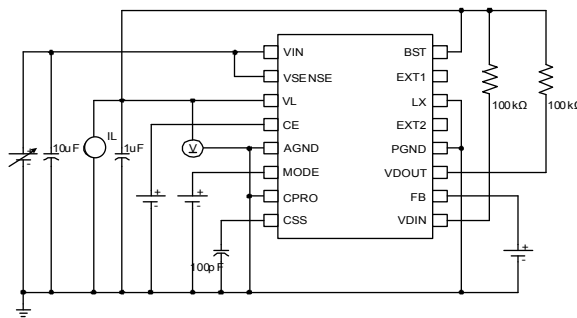 VIN
VSENSE
VL
CE
AGND
MODE
CPRO
CSS
BST
EXT1
LX
EXT2
PGND
VDOUT
FB
VDIN
100kΩ
100kΩ
10uF
IL
1uF
V
100pF
+
-
+
-
+
-
-